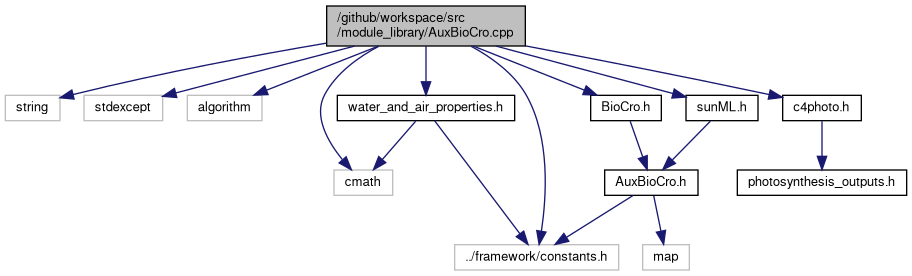 /github/workspace/src
/module_library/AuxBioCro.cpp
string
stdexcept
algorithm
water_and_air_properties.h
BioCro.h
sunML.h
c4photo.h
cmath
AuxBioCro.h
photosynthesis_outputs.h
../framework/constants.h
map